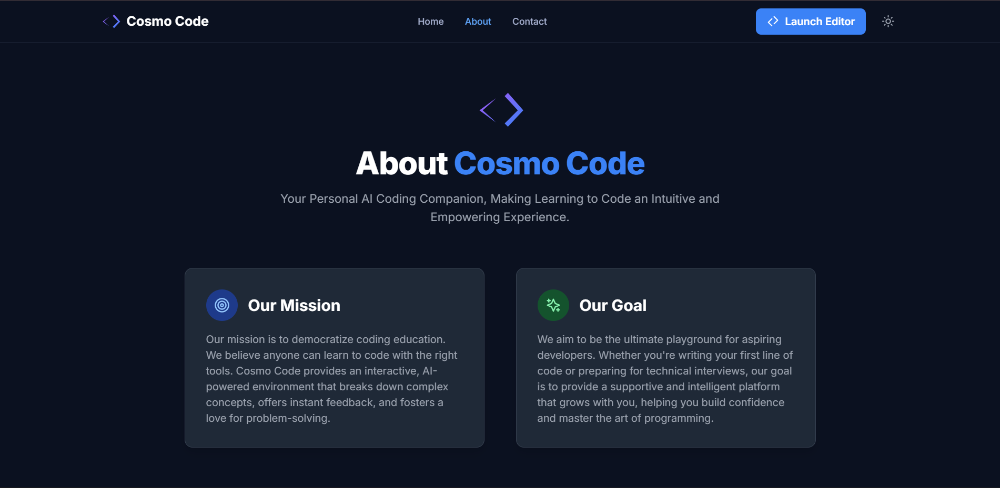 Cosmo Code
Home
About
Contact
Launch Editor
About Cosmo Code
Your Personal AI Coding Companion, Making Learning to Code an Intuitive and
Empowering Experience.
Our Mission
Our mission is to democratize coding education.
We believe anyone can learn to code with the right
tools. Cosmo Code provides an interactive, AI-
powered environment that breaks down complex
concepts, offers instant feedback, and fosters a
love for problem-solving.
Our Goal
We aim to be the ultimate playground for aspiring
developers. Whether you're writing your first line of
code or preparing for technical interviews, our goal
is to provide a supportive and intelligent platform
that grows with you, helping you build confidence
and master the art of programming.